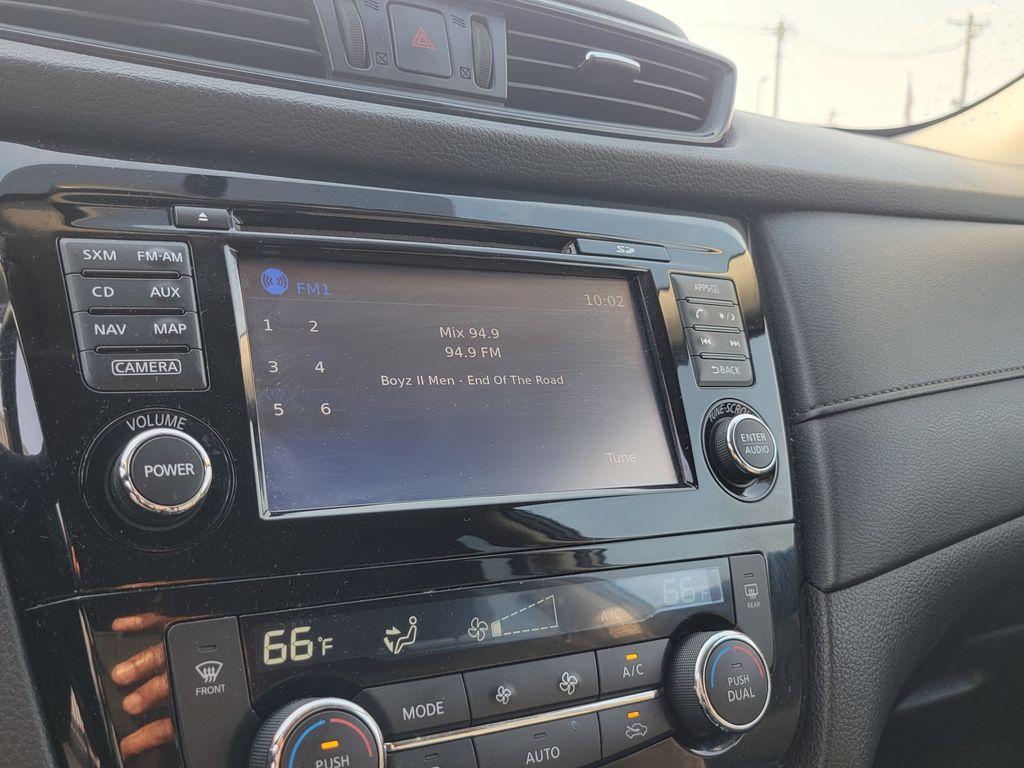 SXM FM·AM
CD AUX
NAV MAP
CAMERA
VOLUME
POWER
FM1
10:02
1 2
3 4
5 6
Mix 94.9
94.9 FM
Boyz II Men - End Of The Road
Tune
APPS
BACK
TUNE·SCROLL
ENTER
AUDIO
66°F
A/C
66°F
FRONT
REAR
MODE
A/C
PUSH
DUAL
AUTO
PUSH